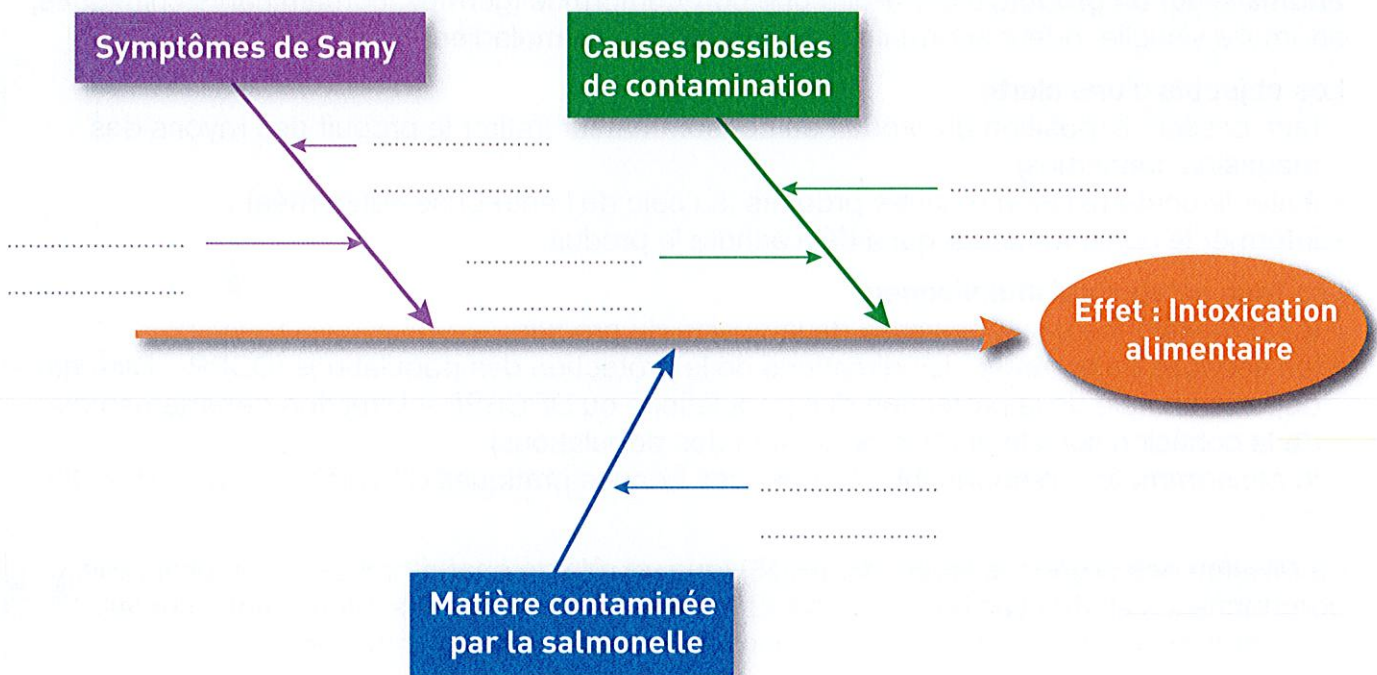 Symptômes de Samy
Causes possibles
de contamination
Effet : Intoxication
alimentaire
Matière contaminée
par la salmonelle